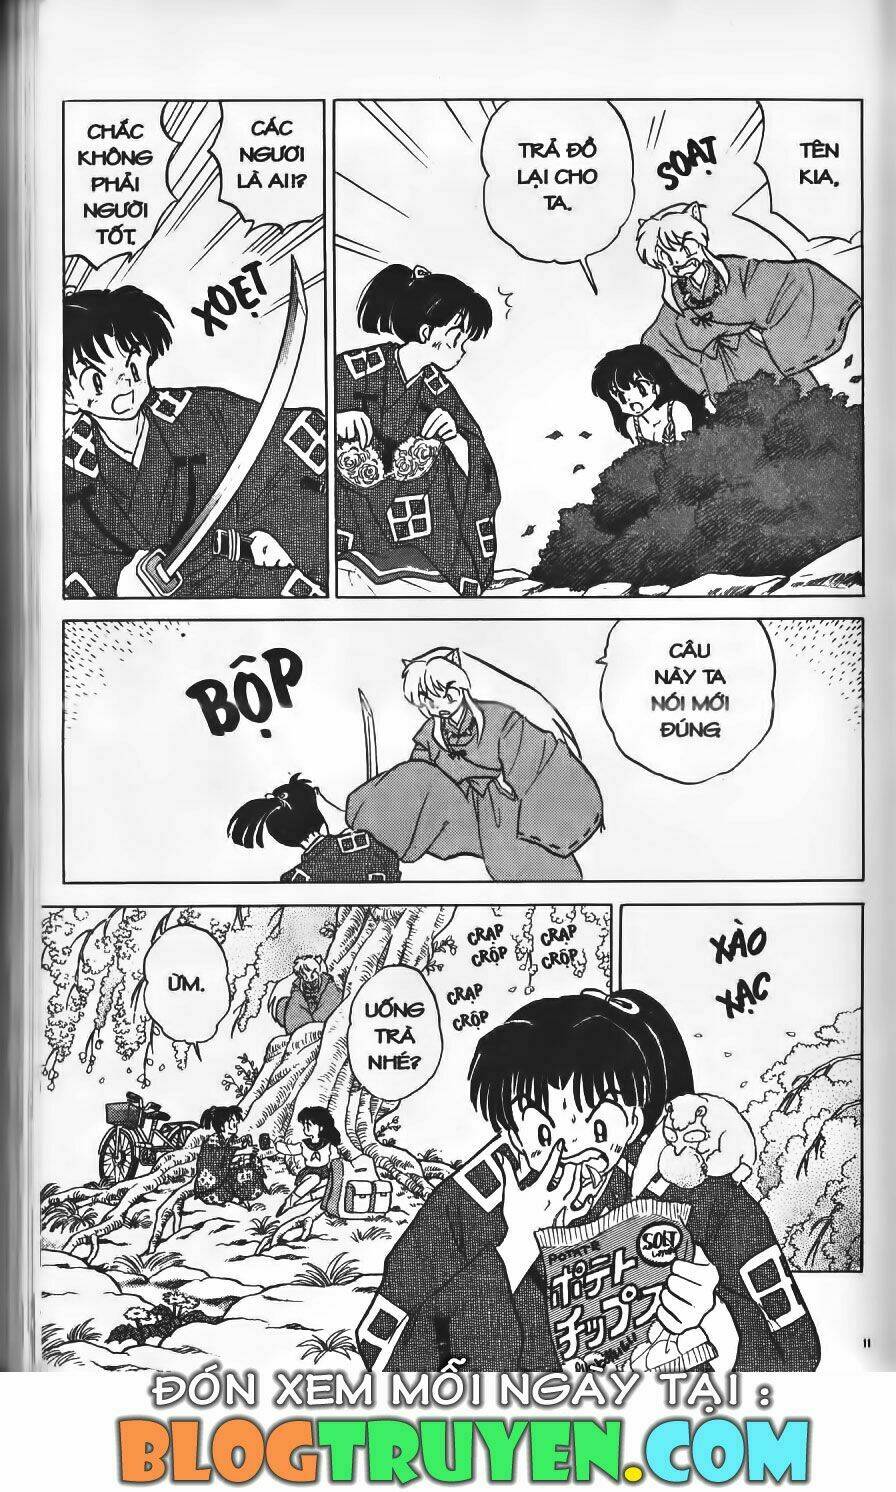 TÊN
KIA,
SOẠT
TRẢ ĐỒ
LẠI CHO
TA.
CÁC
NGƯƠI
LÀ AI!?
CHẮC
KHÔNG
PHẢI
NGƯỜI
TỐT.
XOẸT
CÂU
NÀY TA
NÓI MỚI
ĐÚNG.
BỘP
XÀO
XẠC
CRẠP
CRỘP
CRẠP
CRỘP
CRẠP
CRỘP
UỐNG
TRÀ
NHÉ?
ỪM.
ポテト
チップス
11
ĐÓN XEM MỖI NGÀY TẠI :
BLOGTRUYEN.COM